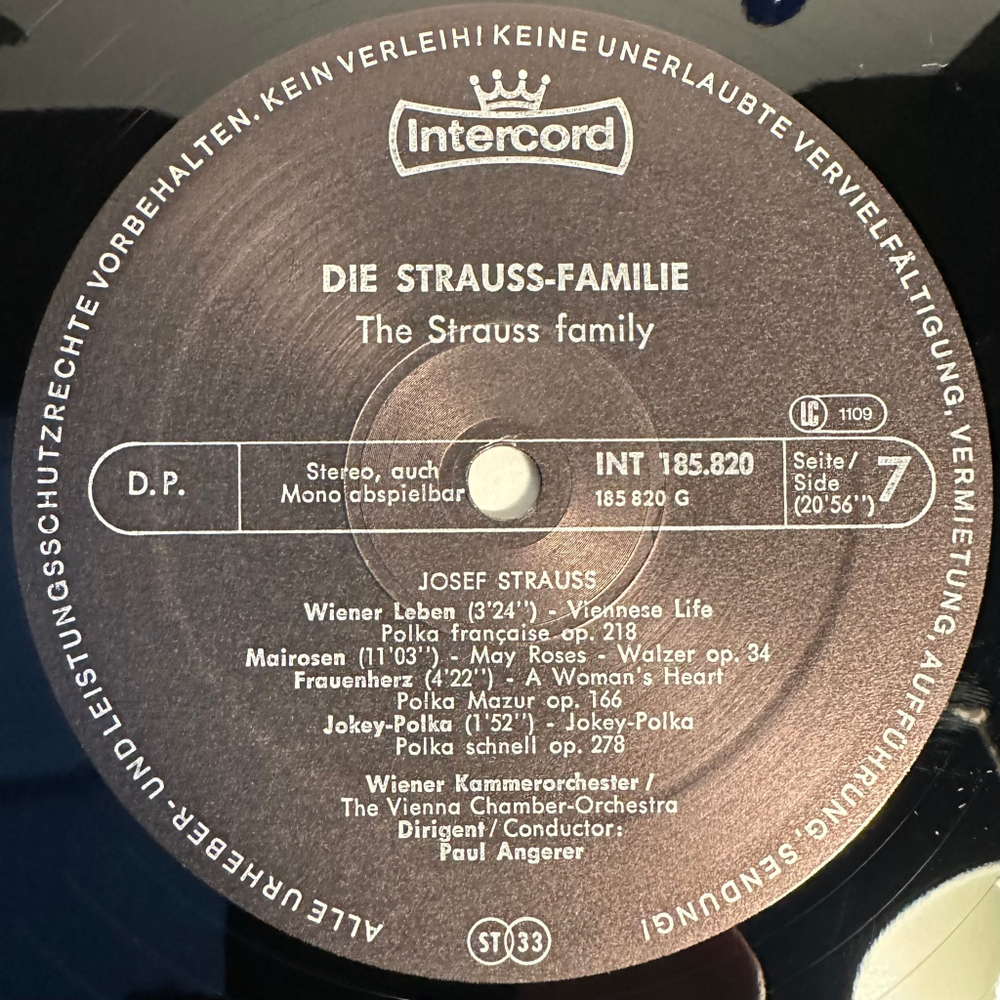 ALLE URHEBER- UND LEISTUNGSSCHUTZRECHTE VORBEHALTEN. KEIN VERLEIH! KEINE UNERLAUBTE VERVIELFÄLTIGUNG, VERMIETUNG, AUFFÜHRUNG, SENDUNG!
Intercord
DIE STRAUSS-FAMILIE
The Strauss family
LC 1109
D.P.
Stereo, auch
Mono abspielbar
INT 185.820
185 820 G
Seite/
Side
(20'56'')
7
JOSEF STRAUSS
Wiener Leben (3'24'') - Viennese Life
Polka française op. 218
Mairosen (11'03'') - May Roses - Walzer op. 34
Frauenherz (4'22'') - A Woman's Heart
Polka Mazur op. 166
Jokey-Polka (1'52'') - Jokey-Polka
Polka schnell op. 278
Wiener Kammerorchester /
The Vienna Chamber-Orchestra
Dirigent / Conductor:
Paul Angerer
ST 33